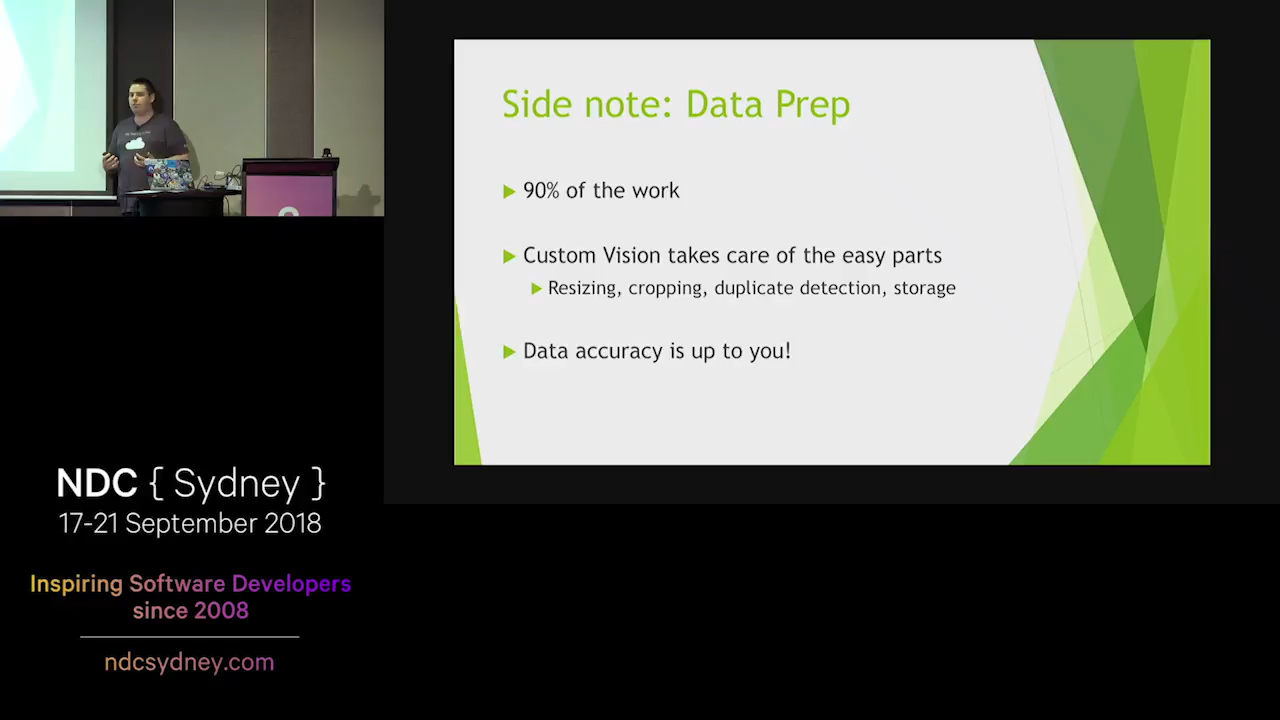 Side note: Data Prep
90% of the work
Custom Vision takes care of the easy parts
Resizing, cropping, duplicate detection, storage
Data accuracy is up to you!
NDC { Sydney }
17-21 September 2018
Inspiring Software Developers
since 2008
ndcsydney.com